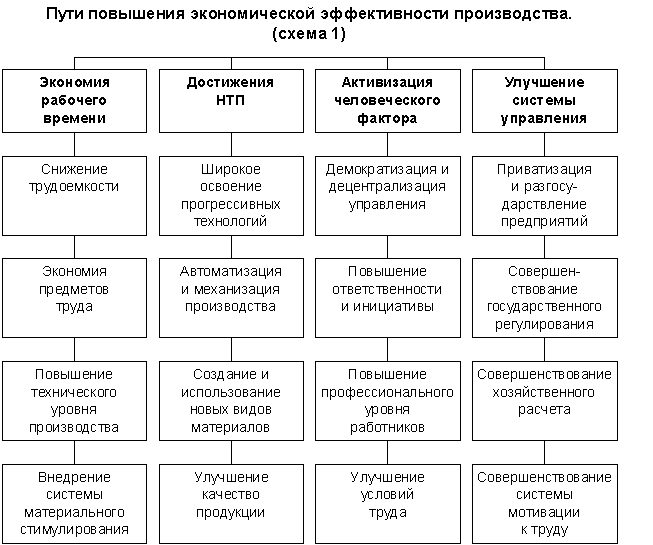 Пути повышения экономической эффективности производства.
(схема 1)
Экономия
рабочего
времени
Достижения
НТП
Активизация
человеческого
фактора
Улучшение
системы
управления
Снижение
трудоемкости
Широкое
освоение
прогрессивных
технологий
Демократизация и
децентрализация
управления
Приватизация
и разгосу-
дарствление
предприятий
Экономия
предметов
труда
Автоматизация
и механизация
производства
Повышение
ответственности
и инициативы
Совершен-
ствование
государственного
регулирования
Повышение
технического
уровня
производства
Создание и
использование
новых видов
материалов
Повышение
профессионального
уровня
работников
Совершенствование
хозяйственного
расчета
Внедрение
системы
материального
стимулирования
Улучшение
качество
продукции
Улучшение
условий
труда
Совершенствование
системы
мотивации
к труду